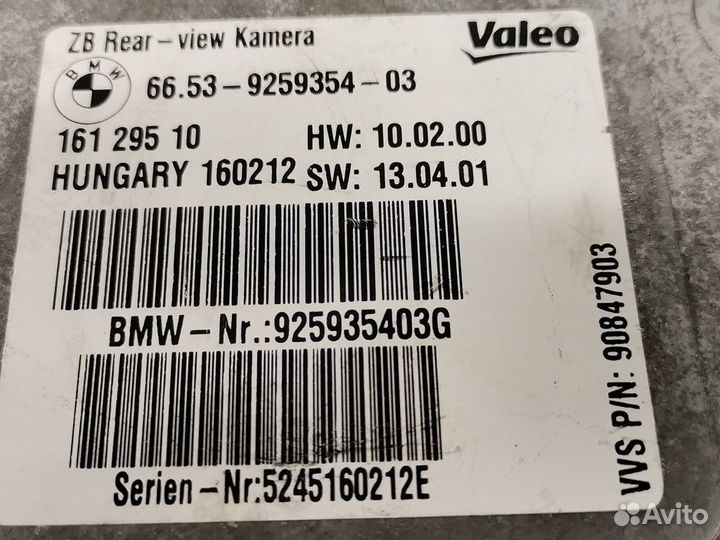 ZB Rear-view Kamera
Valeo
BMW
66.53-9259354-03
161 295 10 HW: 10.02.00
HUNGARY 160212 SW: 13.04.01
BMW-Nr.:925935403G
Serien-Nr:5245160212E
VVS P/N: 90847903
Avito